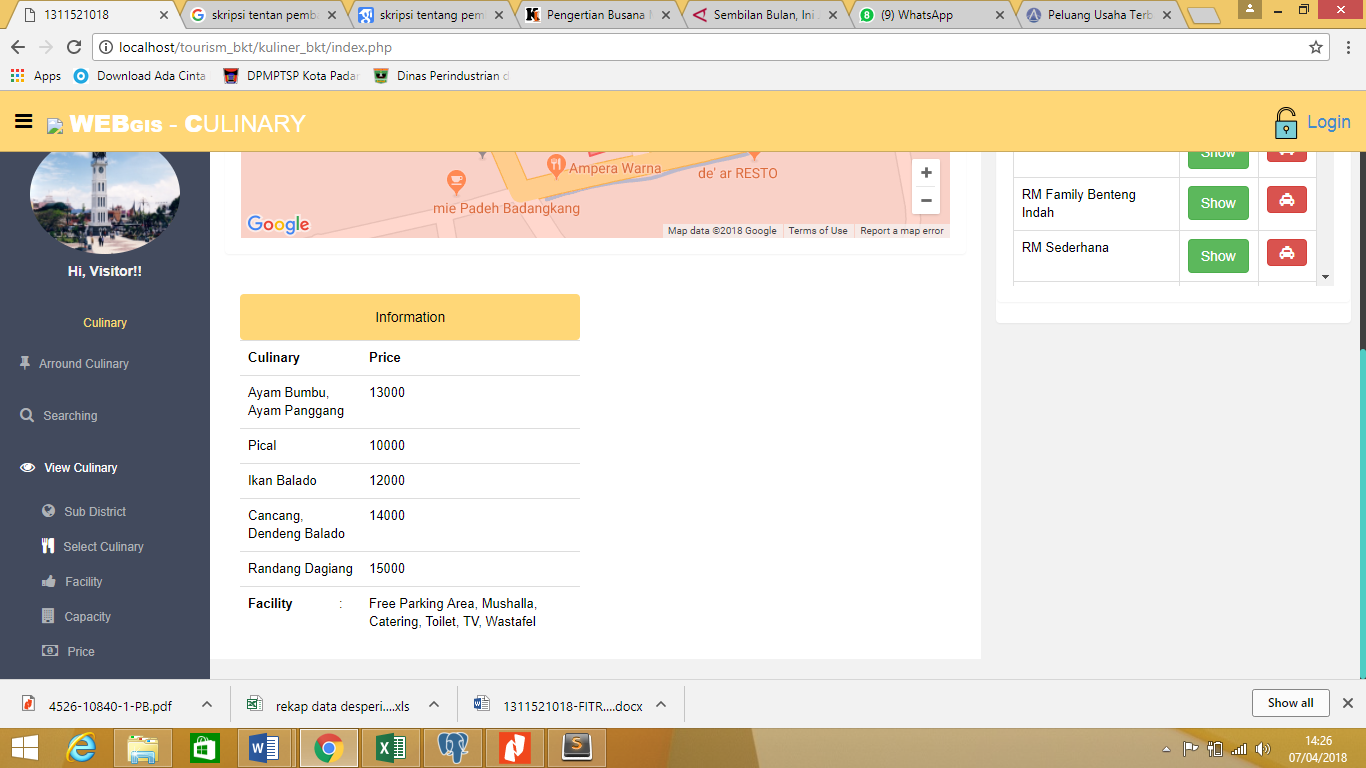 1311521018
skripsi tentan pemb
skripsi tentang pem
Pengertian Busana
Sembilan Bulan, Ini
(9) WhatsApp
Peluang Usaha Terb
localhost/tourism_bkt/kuliner_bkt/index.php
Apps
Download Ada Cinta
DPMPTSP Kota Padan
Dinas Perindustrian d
WEBGIS - CULINARY
Login
Hi, Visitor!!
Culinary
Arround Culinary
Searching
View Culinary
Sub District
Select Culinary
Facility
Capacity
Price
Ampera Warna
de' ar RESTO
mie Padeh Badangkang
Google
+
−
Map data ©2018 Google
Terms of Use
Report a map error
Information
Culinary Price
Ayam Bumbu, 13000
Ayam Panggang
Pical 10000
Ikan Balado 12000
Cancang, 14000
Dendeng Balado
Randang Dagiang 15000
Facility : Free Parking Area, Mushalla,
Catering, Toilet, TV, Wastafel
Show
RM Family Benteng Show
Indah
RM Sederhana Show
4526-10840-1-PB.pdf
rekap data desperi....xls
1311521018-FITR....docx
Show all
14:26
07/04/2018